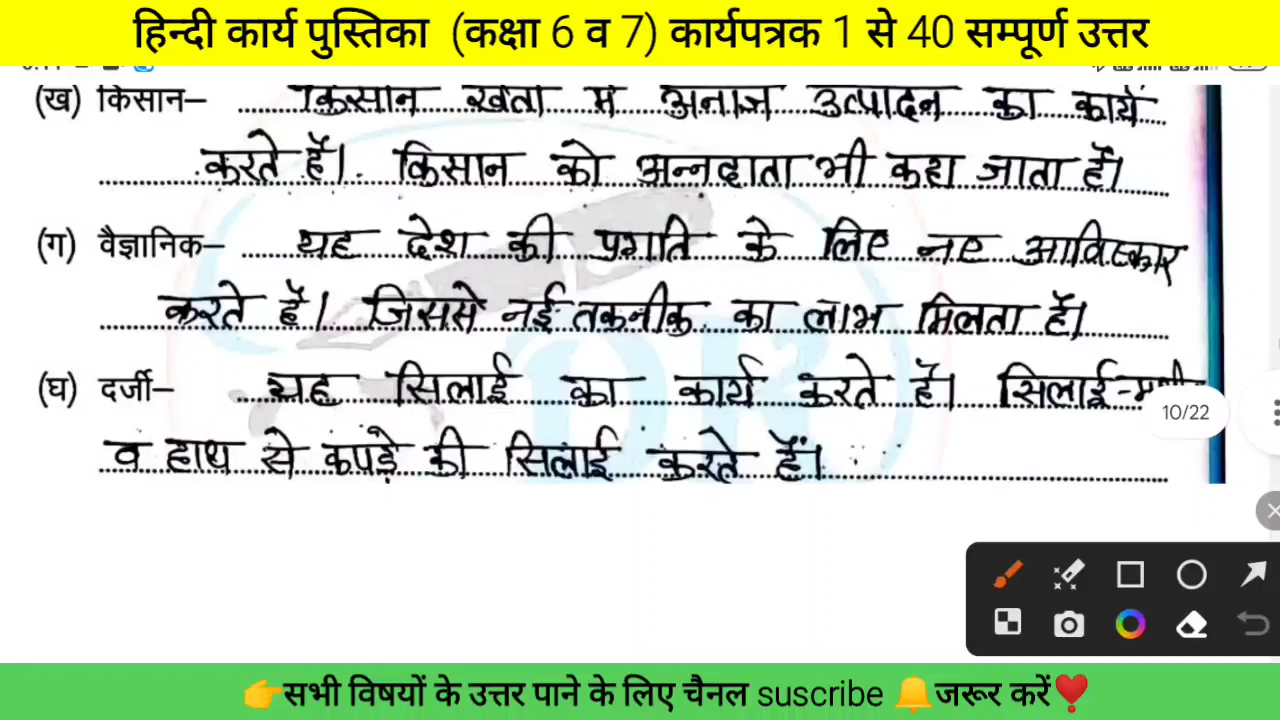 हिन्दी कार्य पुस्तिका (कक्षा 6 व 7) कार्यपत्रक 1 से 40 सम्पूर्ण उत्तर
(ख) किसान– किसान खेतों में अनाज उत्पादन का कार्य
करते हैं। किसान को अन्नदाता भी कहा जाता हैं।
(ग) वैज्ञानिक– यह देश की प्रगति के लिए नए आविष्कार
करते हैं। जिससे नई तकनीक का लाभ मिलता हैं।
(घ) दर्जी– यह सिलाई का कार्य करते हैं। सिलाई-
10/22
व हाथ से कपड़े की सिलाई करते हैं।
DK
👉सभी विषयों के उत्तर पाने के लिए चैनल suscribe 🔔जरूर करें❣️